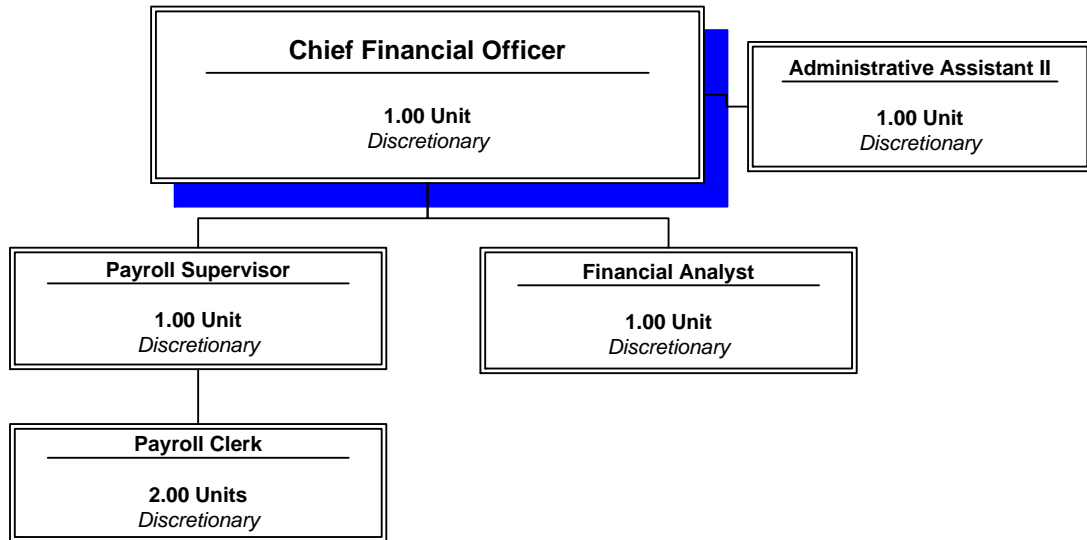 Chief Financial Officer
1.00 Unit
Discretionary
Administrative Assistant II
1.00 Unit
Discretionary
Payroll Supervisor
1.00 Unit
Discretionary
Financial Analyst
1.00 Unit
Discretionary
Payroll Clerk
2.00 Units
Discretionary